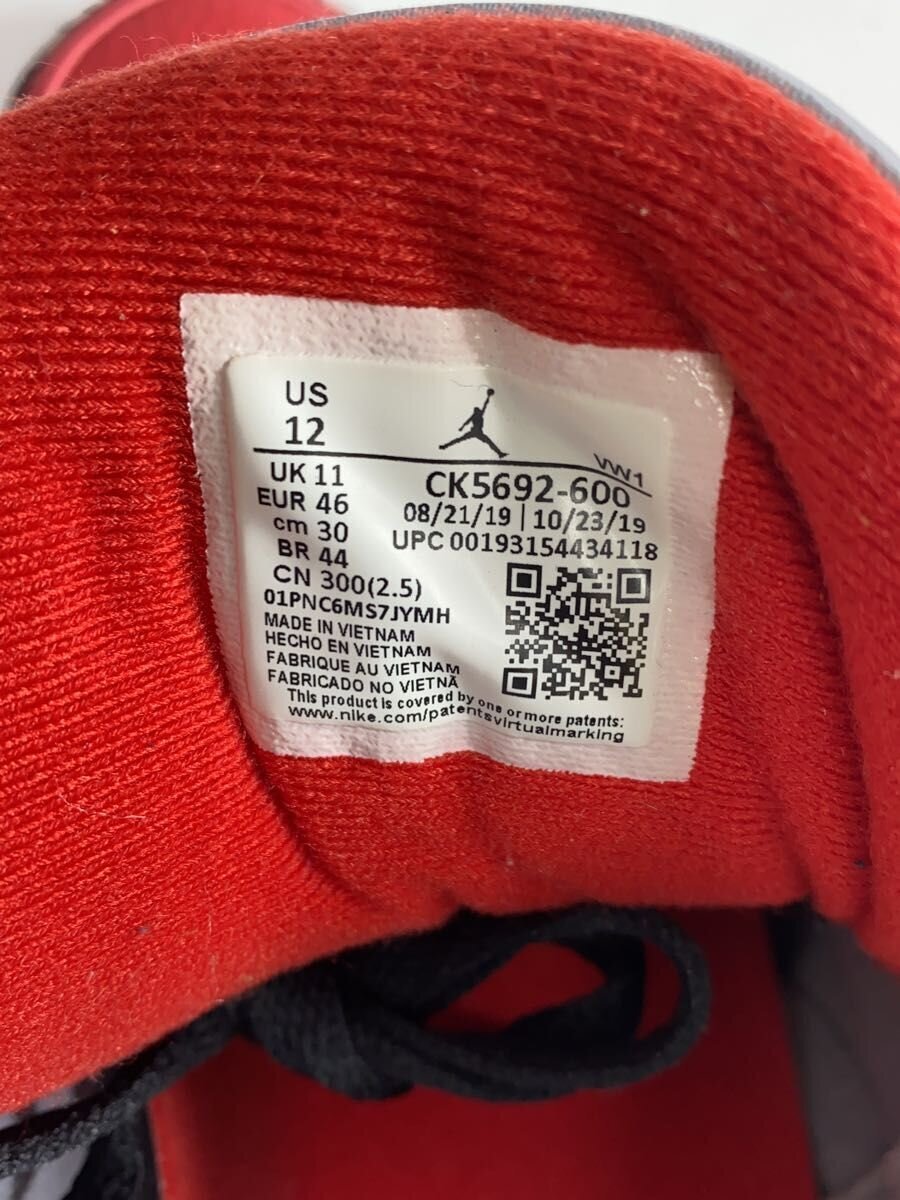 US
12
VW1
UK 11
EUR 46
cm 30
BR 44
CN 300(2.5)
CK5692-600
08/21/19 | 10/23/19
UPC 00193154434118
01PNC6MS7JYMH
MADE IN VIETNAM
HECHO EN VIETNAM
FABRIQUE AU VIETNAM
FABRICADO NO VIETNÃ
This product is covered by one or more patents:
www.nike.com/patentsvirtualmarking